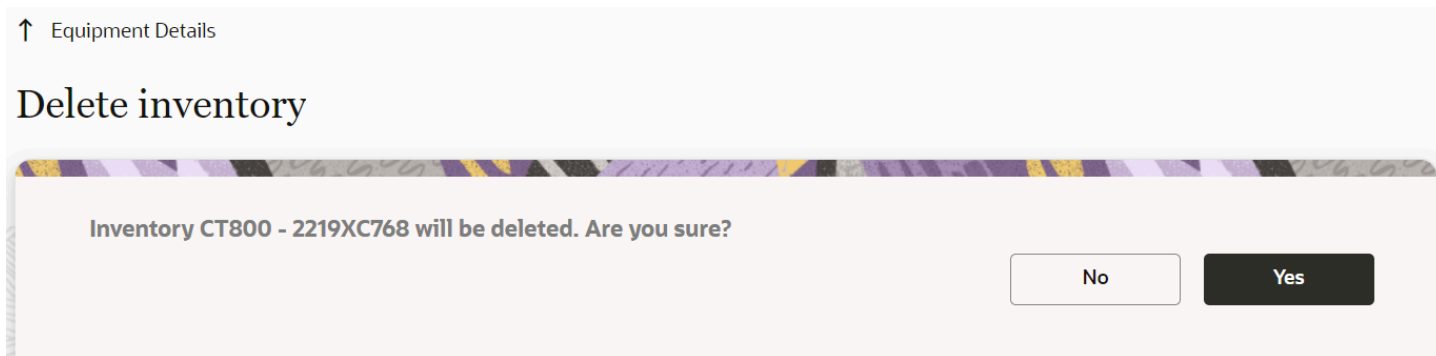 Equipment Details
Delete inventory
Inventory CT800 - 2219XC768 will be deleted. Are you sure?
No Yes